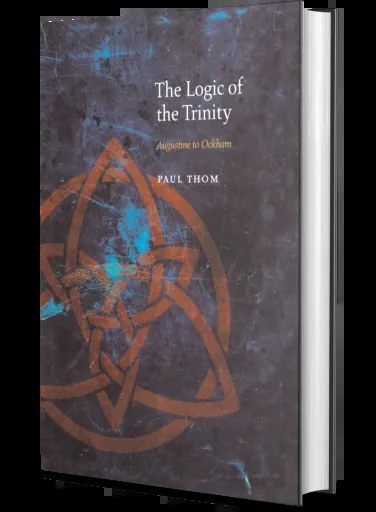 The Logic of
the Trinity
Augustine to Ockham
PAUL THOM